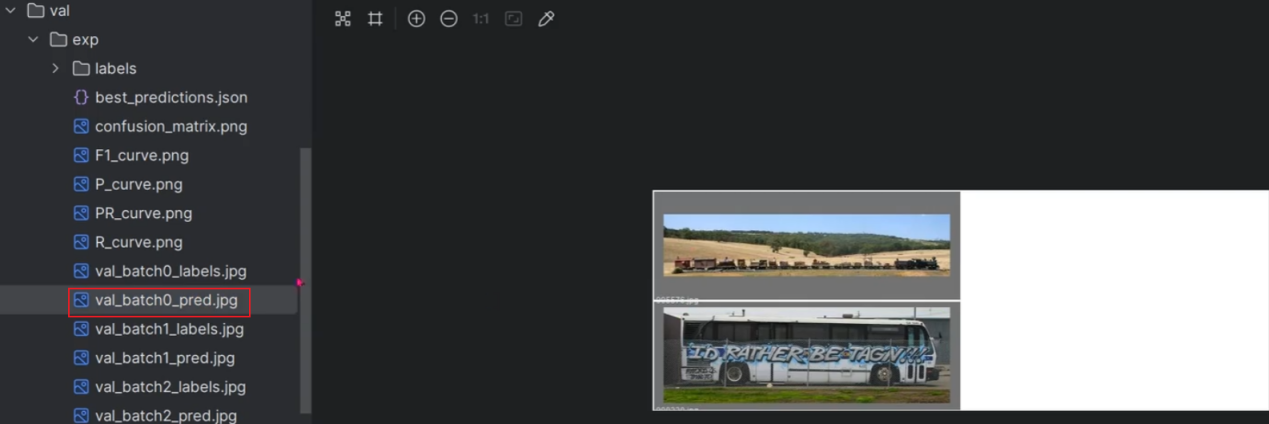 val
exp
labels
best_predictions.json
confusion_matrix.png
F1_curve.png
P_curve.png
PR_curve.png
R_curve.png
val_batch0_labels.jpg
val_batch0_pred.jpg
val_batch1_labels.jpg
val_batch1_pred.jpg
val_batch2_labels.jpg
val_batch2_pred.jpg
1:1
I'D RATHER BE TAGN!!!